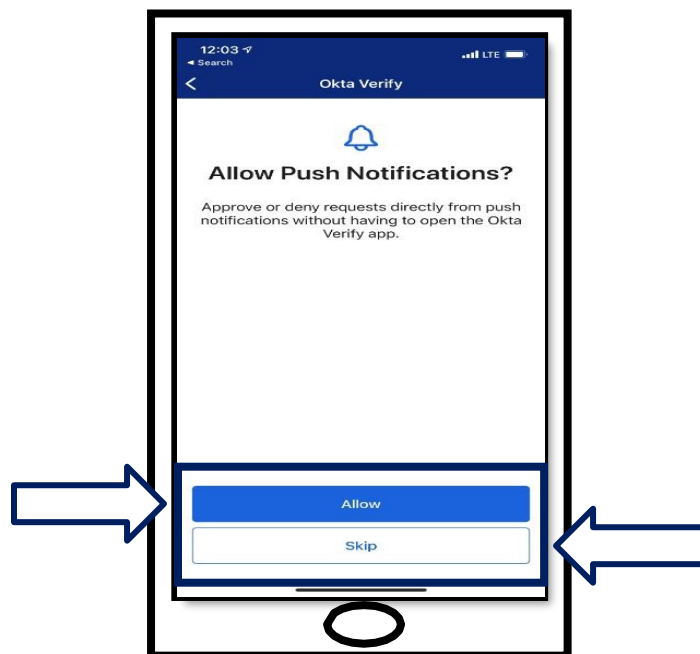 12:03
◂ Search
LTE
Okta Verify
Allow Push Notifications?
Approve or deny requests directly from push
notifications without having to open the Okta
Verify app.
Allow
Skip